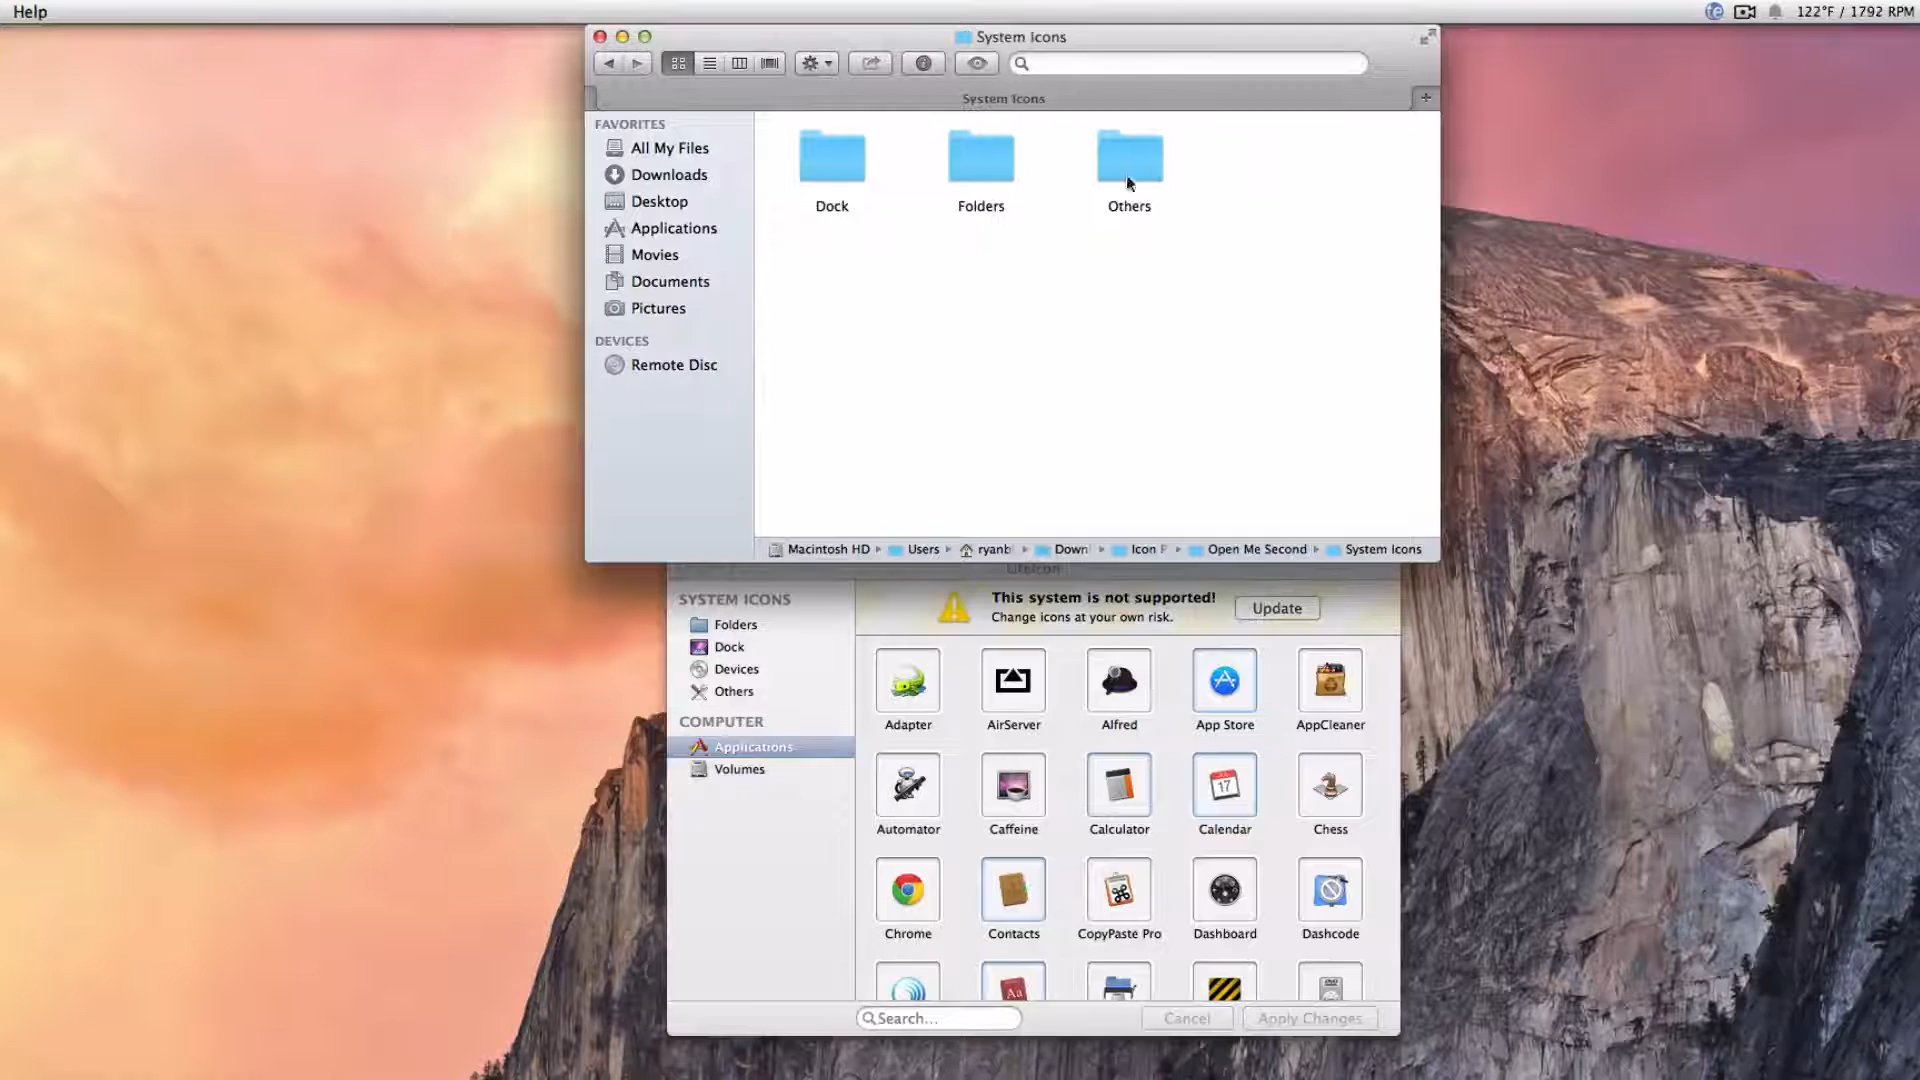 Help
122°F / 1792 RPM
System Icons
System Icons
FAVORITES
All My Files
Downloads
Desktop
Applications
Movies
Documents
Pictures
DEVICES
Remote Disc
Dock
Folders
Others
Macintosh HD
Users
ryanb
Down
Icon P
Open Me Second
System Icons
LiteIcon
SYSTEM ICONS
Folders
Dock
Devices
Others
COMPUTER
Applications
Volumes
This system is not supported!
Change icons at your own risk.
Update
Adapter
AirServer
Alfred
App Store
AppCleaner
Automator
Caffeine
Calculator
17
Calendar
Chess
Chrome
Contacts
CopyPaste Pro
Dashboard
Dashcode
Aa
Search...
Cancel
Apply Changes